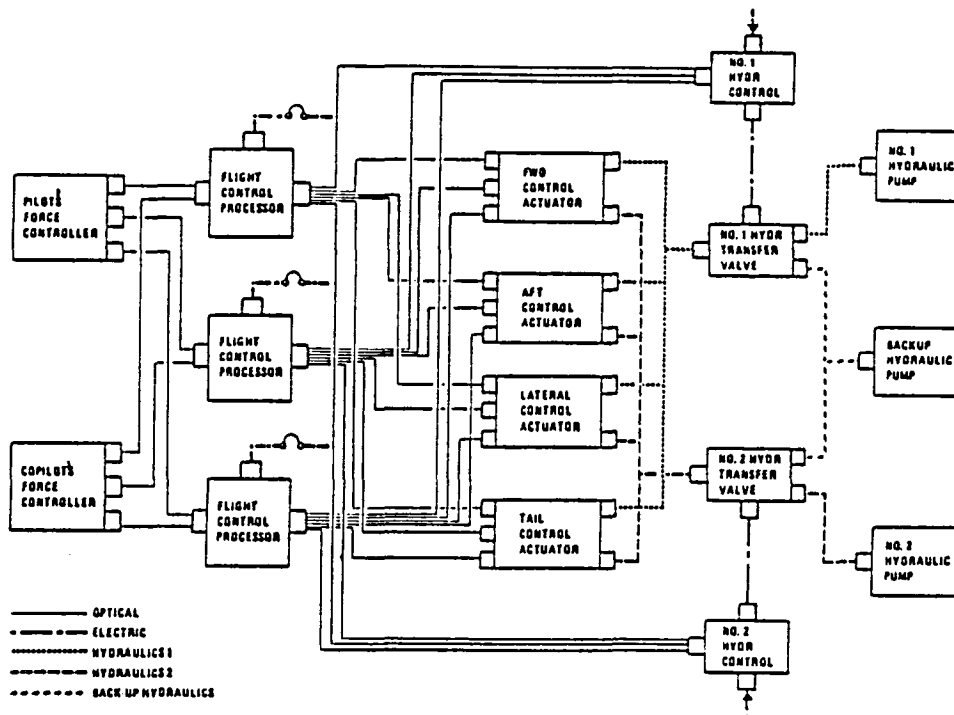 NO. 1
HYDR
CONTROL
FLIGHT
CONTROL
PROCESSOR
PILOT'S
FORCE
CONTROLLER
FWD
CONTROL
ACTUATOR
NO. 1
HYDRAULIC
PUMP
NO. 1 HYDR
TRANSFER
VALVE
AFT
CONTROL
ACTUATOR
FLIGHT
CONTROL
PROCESSOR
BACKUP
HYDRAULIC
PUMP
LATERAL
CONTROL
ACTUATOR
COPILOT'S
FORCE
CONTROLLER
FLIGHT
CONTROL
PROCESSOR
NO. 2 HYDR
TRANSFER
VALVE
TAIL
CONTROL
ACTUATOR
NO. 2
HYDRAULIC
PUMP
OPTICAL
ELECTRIC
HYDRAULICS 1
HYDRAULICS 2
BACK-UP HYDRAULICS
NO. 2
HYDR
CONTROL